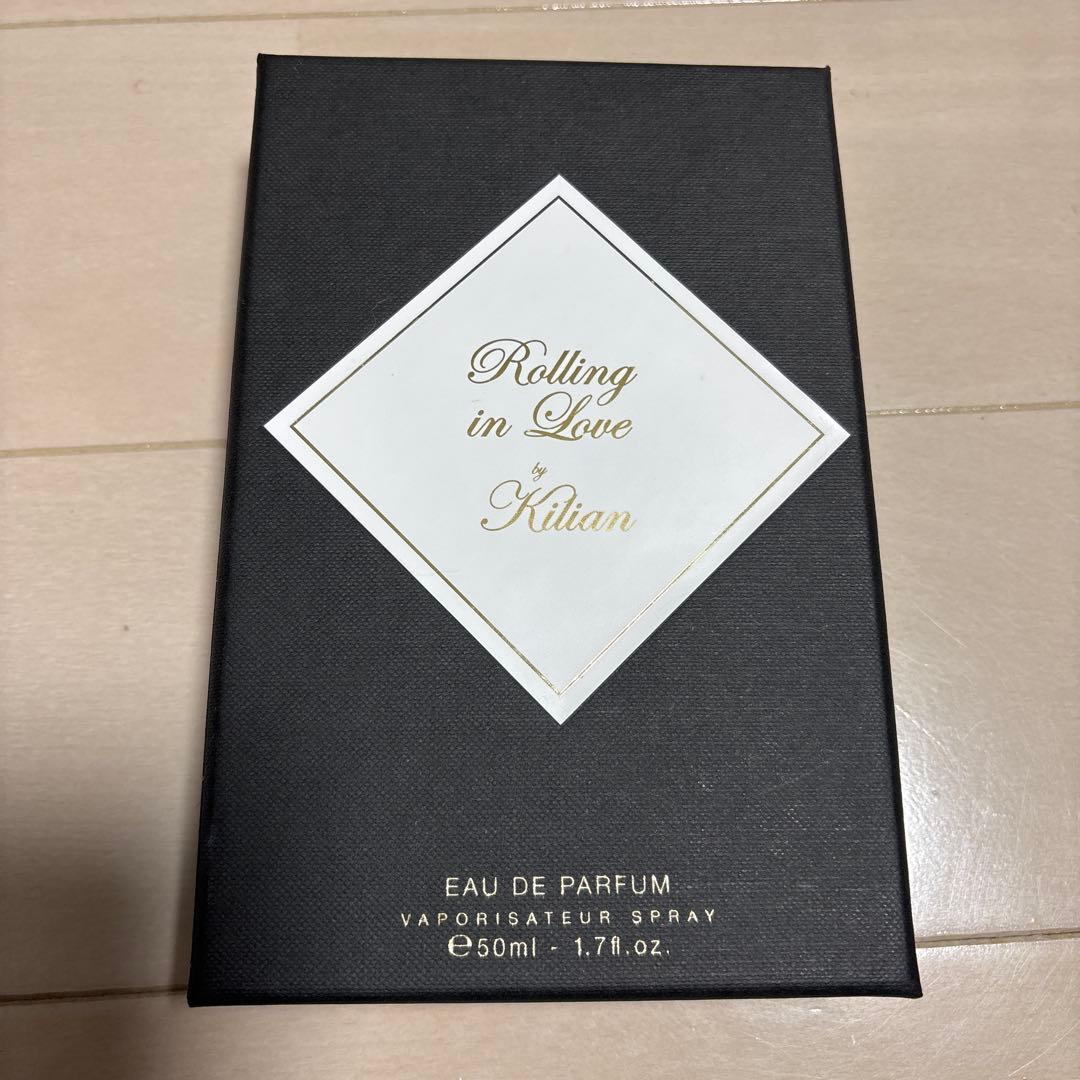 Rolling
in Love
by
Kilian
EAU DE PARFUM
VAPORISATEUR SPRAY
℮50ml - 1.7fl.oz.